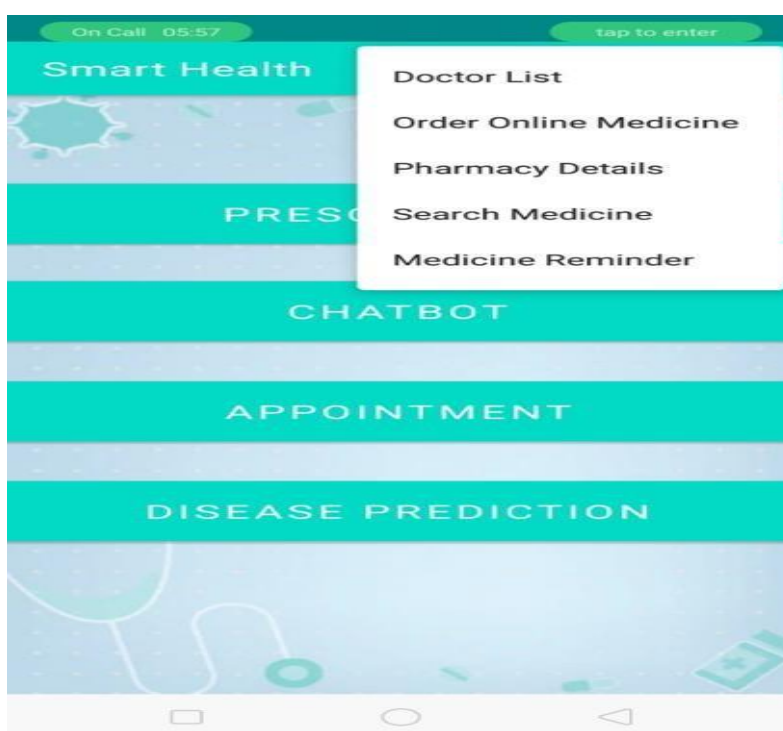 On Call 05:57
tap to enter
Smart Health
Doctor List
Order Online Medicine
Pharmacy Details
Search Medicine
Medicine Reminder
CHATBOT
APPOINTMENT
DISEASE PREDICTION